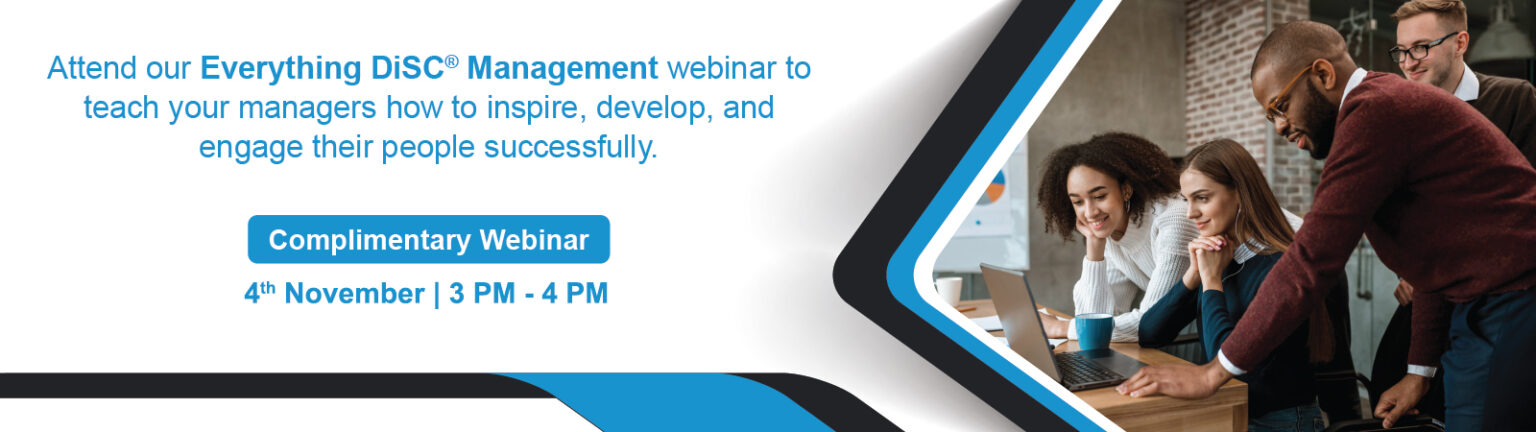 Attend our Everything DiSC® Management webinar to
teach your managers how to inspire, develop, and
engage their people successfully.
Complimentary Webinar
4th November | 3 PM - 4 PM